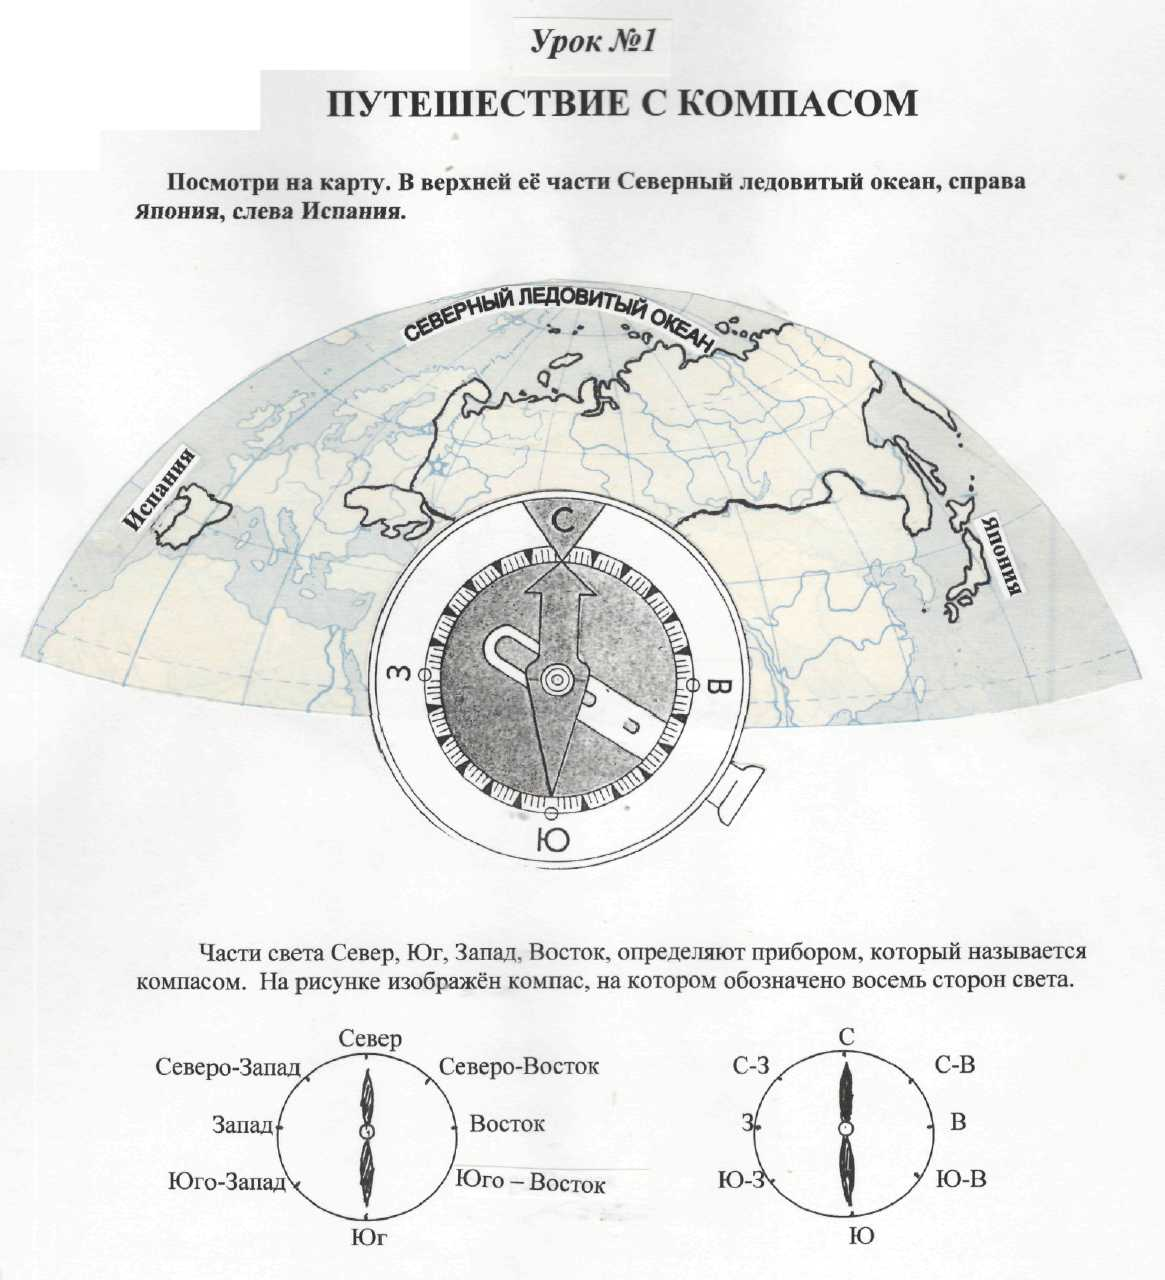 Урок №1
ПУТЕШЕСТВИЕ С КОМПАСОМ
Посмотри на карту. В верхней её части Северный ледовитый океан, справа
Япония, слева Испания.
СЕВЕРНЫЙ ЛЕДОВИТЫЙ ОКЕАН
Испания
Япония
С
З
В
Ю
Части света Север, Юг, Запад, Восток, определяют прибором, который называется
компасом. На рисунке изображён компас, на котором обозначено восемь сторон света.
Север
Северо-Запад
Северо-Восток
Запад
Восток
Юго-Запад
Юго – Восток
Юг
С
С-З
С-В
З
В
Ю-З
Ю-В
Ю